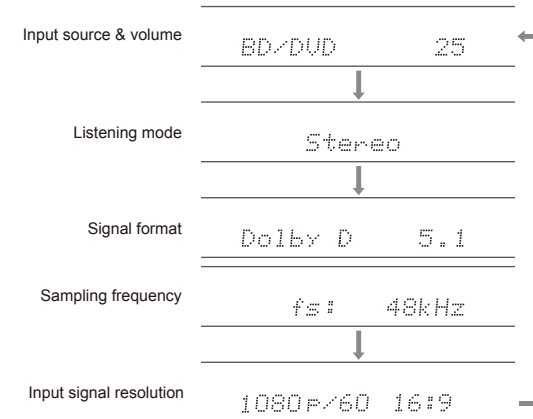 Input source & volume
BD/DVD 25
Listening mode
Stereo
Signal format
Dolby D 5.1
Sampling frequency
fs: 48kHz
Input signal resolution
1080p/60 16:9